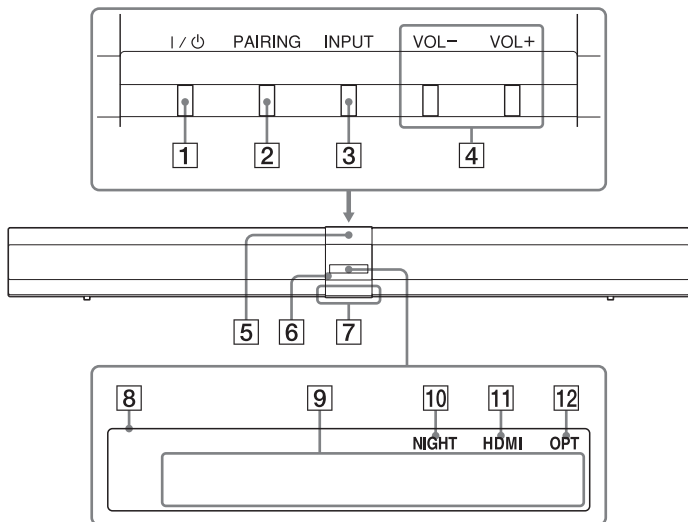 I / ⏻ PAIRING INPUT VOL− VOL+
1 2 3 4
5 6 7
8 9 10 11 12
NIGHT HDMI OPT